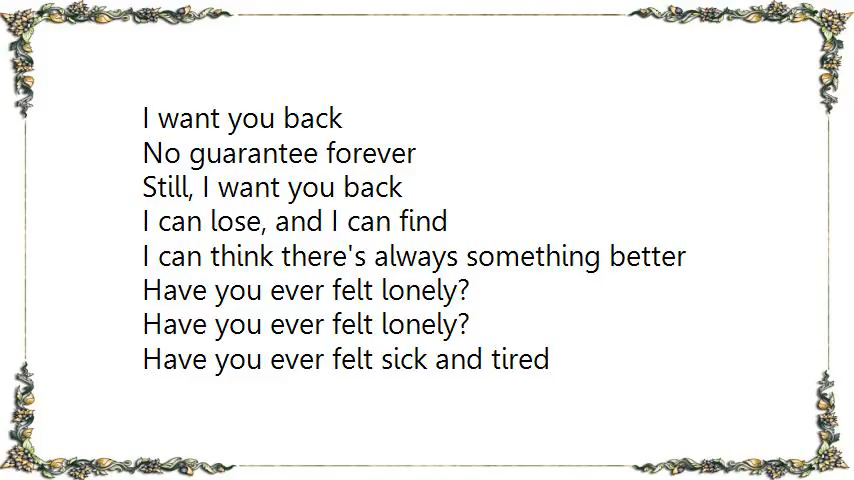 I want you back
No guarantee forever
Still, I want you back
I can lose, and I can find
I can think there's always something better
Have you ever felt lonely?
Have you ever felt lonely?
Have you ever felt sick and tired